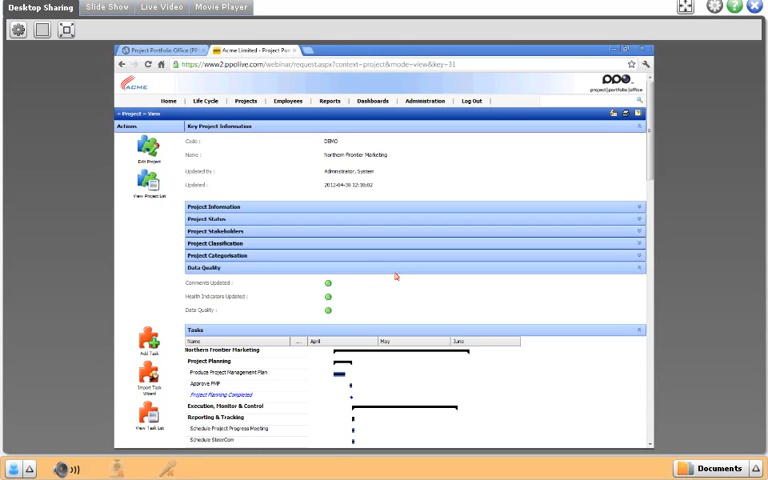 Desktop Sharing Slide Show Live Video Movie Player
Project Portfolio Office (PP Acme Limited - Project Por
https://www2.ppolive.com/webinar/request.aspx?context=project&mode=view&key=31
ACME
ppo
project|portfolio|office
Home Life Cycle Projects Employees Reports Dashboards Administration Log Out
» Project » View
Actions
Key Project Information
Code : DEMO
Edit Project
Name : Northern Frontier Marketing
Updated By : Administrator, System
Updated : 2012-04-30 12:58:02
View Project List
Project Information
Project Status
Project Stakeholders
Project Classification
Project Categorisation
Data Quality
Comments Updated :
Health Indicators Updated :
Data Quality :
Tasks
Name ... April May June
Add Task
Northern Frontier Marketing
Project Planning
Produce Project Management Plan
Import Task Wizard
Approve PMP
Project Planning Completed
Execution, Monitor & Control
Reporting & Tracking
View Task List
Schedule Project Progress Meeting
Schedule SteerCom
Documents